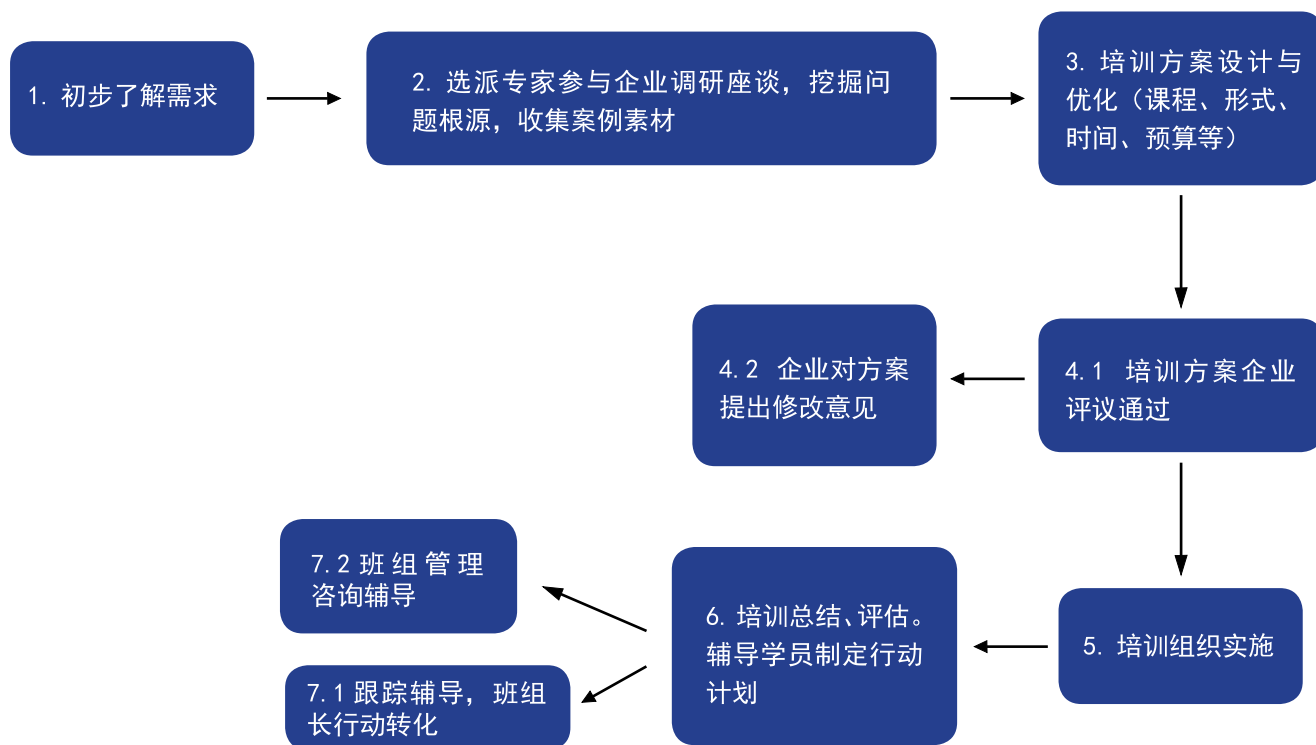 1. 初步了解需求
2. 选派专家参与企业调研座谈，挖掘问
题根源，收集案例素材
3. 培训方案设计与
优化（课程、形式、
时间、预算等）
4.1 培训方案企业
评议通过
4.2 企业对方案
提出修改意见
5. 培训组织实施
6. 培训总结、评估。
辅导学员制定行动
计划
7.2 班组管理
咨询辅导
7.1 跟踪辅导，班组
长行动转化